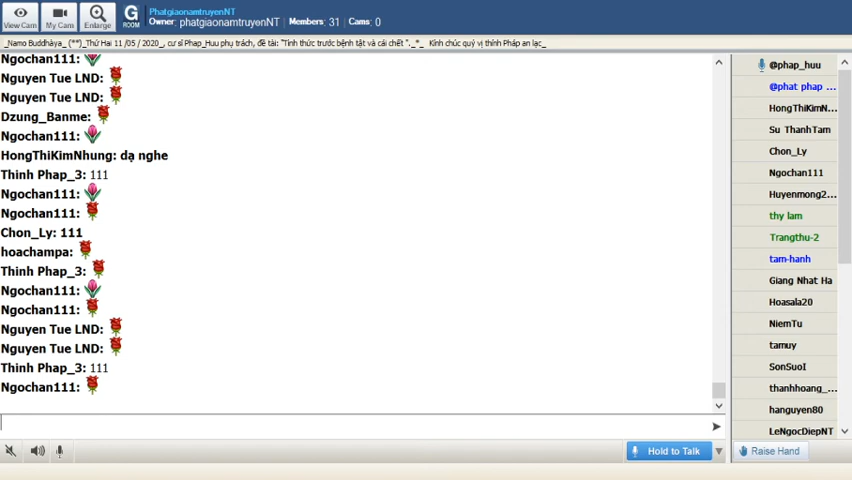 View Cam
My Cam
Enlarge
G
ROOM
PhatgiaonamtruyenNT
Owner: phatgiaonamtruyenNT Members: 31 Cams: 0
_Namo Buddhàya_ (**)_Thứ Hai 11 /05 / 2020_, cư sĩ Pháp_Huu phụ trách, đề tài: "Tỉnh thức trước bệnh tật và cái chết "._*_ Kính chúc quý vị thính Pháp an lạc_
Ngochan111:
Nguyen Tue LND:
Nguyen Tue LND:
Dzung_Banme:
Ngochan111:
HongThiKimNhung: dạ nghe
Thinh Phap_3: 111
Ngochan111:
Ngochan111:
Chon_Ly: 111
hoachampa:
Thinh Phap_3:
Ngochan111:
Ngochan111:
Nguyen Tue LND:
Nguyen Tue LND:
Thinh Phap_3: 111
Ngochan111:
@phap_huu
@phat phap ...
HongThiKimN...
Su ThanhTam
Chon_Ly
Ngochan111
Huyenmong2...
thy lam
Trangthu-2
tam-hanh
Giang Nhat Ha
Hoasala20
NiemTu
tamuy
SonSuoI
thanhhoang_...
hanguyen80
LeNgocDiepNT
Hold to Talk
Raise Hand